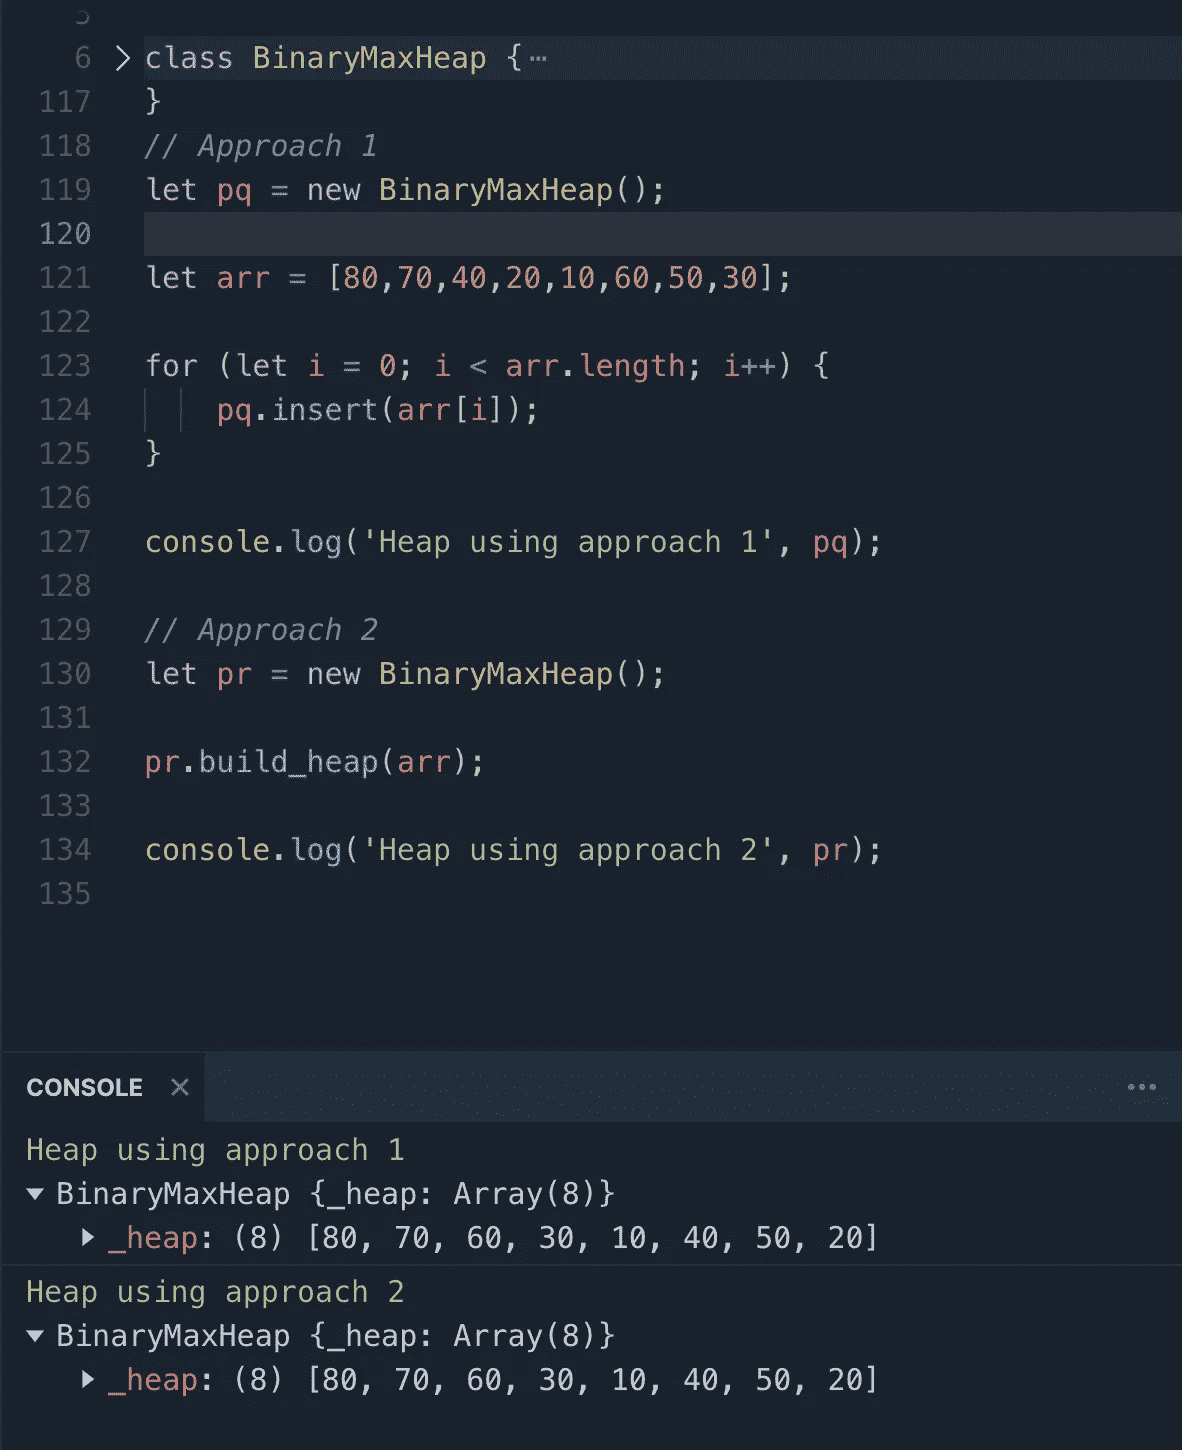 5
6 class BinaryMaxHeap {⋯
117 }
118 // Approach 1
119 let pq = new BinaryMaxHeap();
120
121 let arr = [80,70,40,20,10,60,50,30];
122
123 for (let i = 0; i < arr.length; i++) {
124     pq.insert(arr[i]);
125 }
126
127 console.log('Heap using approach 1', pq);
128
129 // Approach 2
130 let pr = new BinaryMaxHeap();
131
132 pr.build_heap(arr);
133
134 console.log('Heap using approach 2', pr);
135
CONSOLE
Heap using approach 1
BinaryMaxHeap {_heap: Array(8)}
_heap: (8) [80, 70, 60, 30, 10, 40, 50, 20]
Heap using approach 2
BinaryMaxHeap {_heap: Array(8)}
_heap: (8) [80, 70, 60, 30, 10, 40, 50, 20]